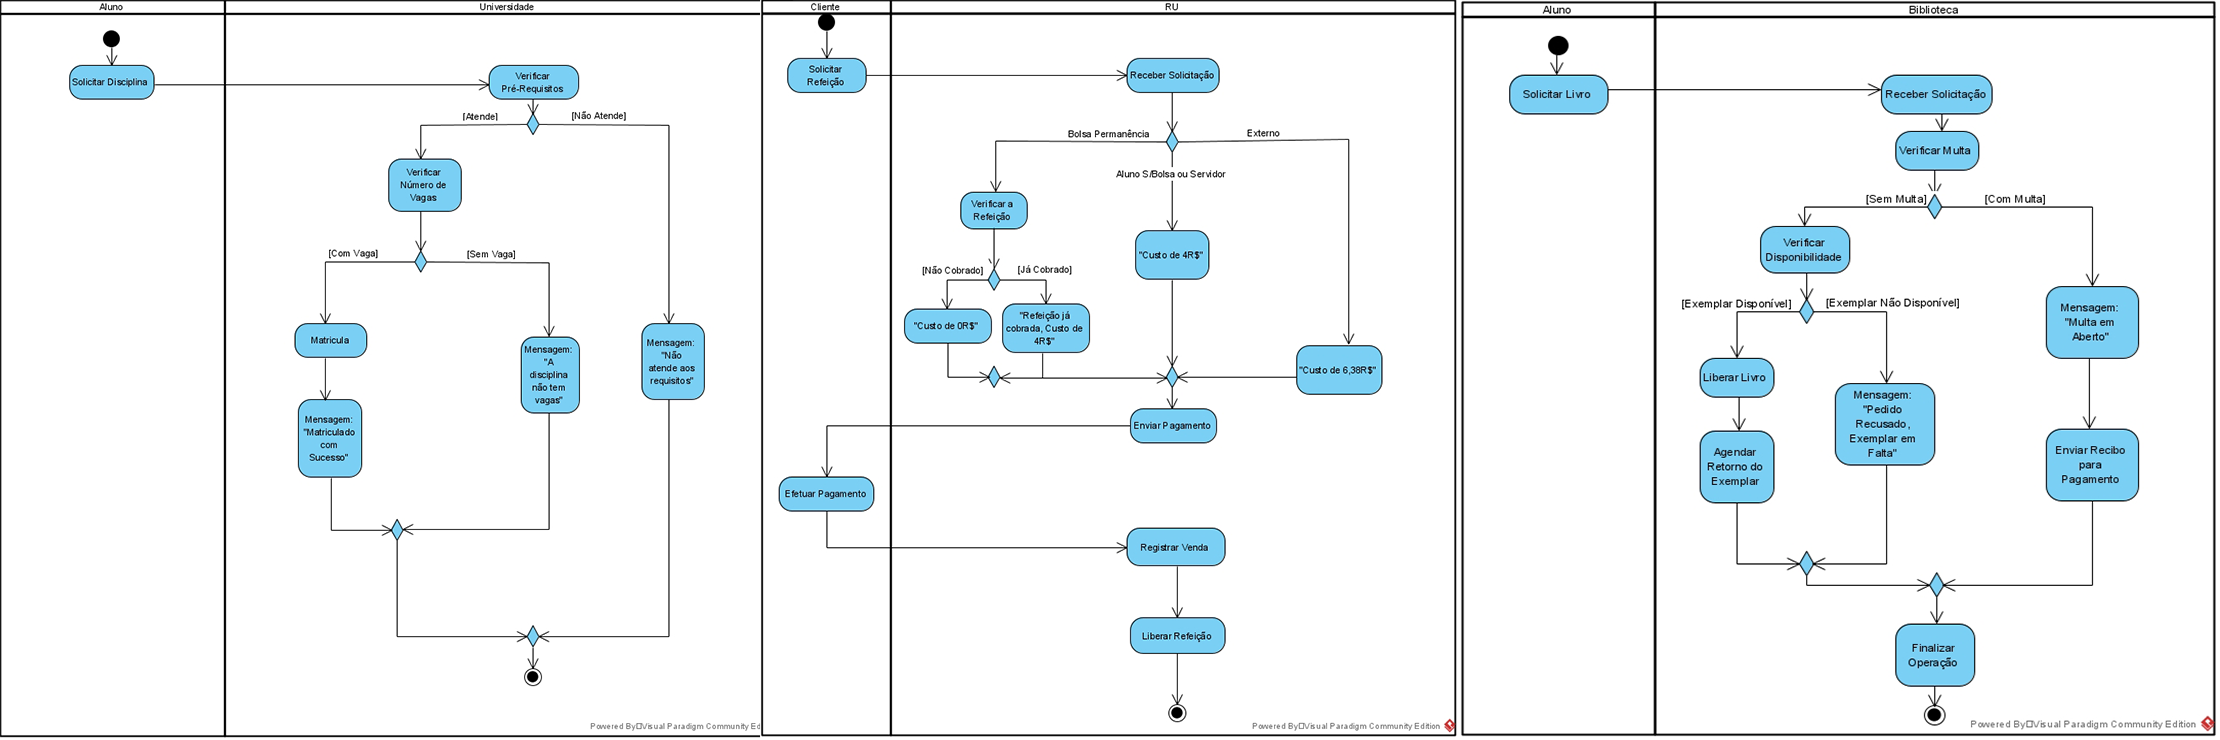 Aluno
Universidade
Solicitar Disciplina
Verificar
Pré-Requisitos
[Atende]
[Não Atende]
Verificar
Número de
Vagas
[Com Vaga]
[Sem Vaga]
Matricula
Mensagem:
"A
disciplina
não tem
vagas"
Mensagem:
"Não
atende aos
requisitos"
Mensagem:
"Matriculado
com
Sucesso"
Powered By Visual Paradigm Community Ed
Cliente
RU
Solicitar
Refeição
Receber Solicitação
Bolsa Permanência
Externo
Aluno S/Bolsa ou Servidor
Verificar a
Refeição
"Custo de 4R$"
[Não Cobrado]
[Já Cobrado]
"Custo de 0R$"
"Refeição já
cobrada, Custo de
4R$"
"Custo de 6,38R$"
Enviar Pagamento
Efetuar Pagamento
Registrar Venda
Liberar Refeição
Powered By Visual Paradigm Community Edition
Aluno
Biblioteca
Solicitar Livro
Receber Solicitação
Verificar Multa
[Sem Multa]
[Com Multa]
Verificar
Disponibilidade
[Exemplar Disponível]
[Exemplar Não Disponível]
Mensagem:
"Multa em
Aberto"
Liberar Livro
Mensagem:
"Pedido
Recusado,
Exemplar em
Falta"
Agendar
Retorno do
Exemplar
Enviar Recibo
para
Pagamento
Finalizar
Operação
Powered By Visual Paradigm Community Edition